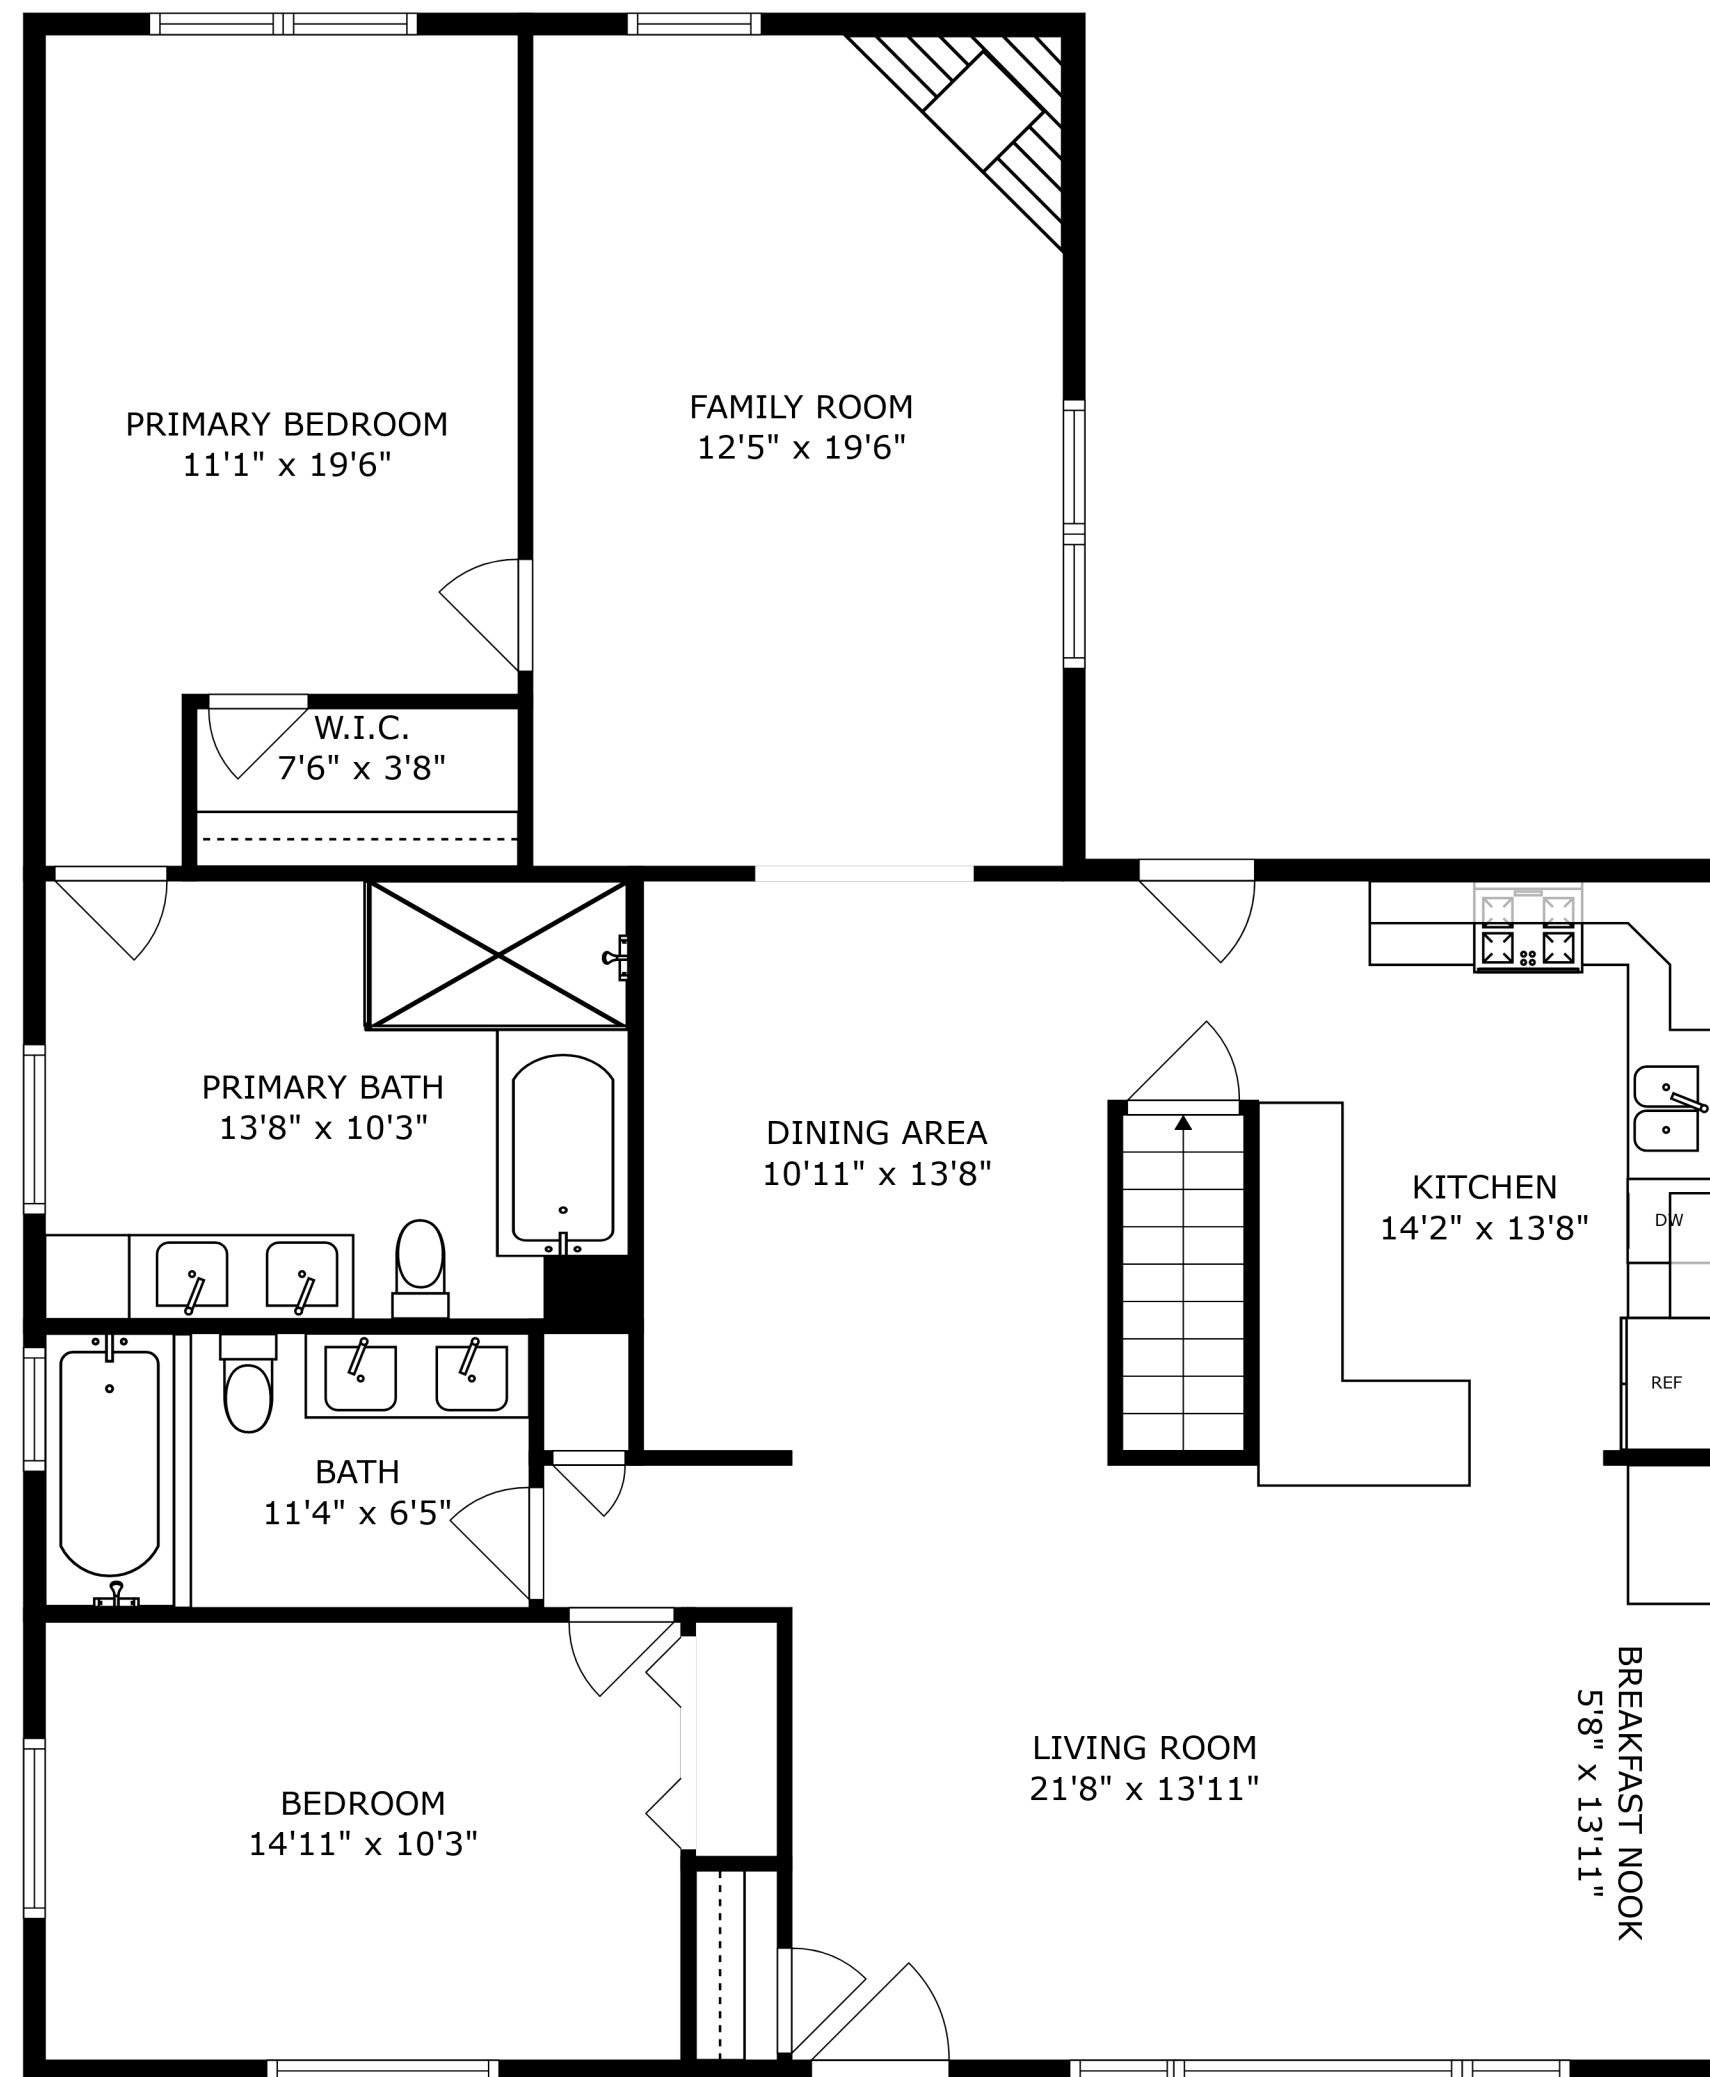 PRIMARY BEDROOM
11'1" x 19'6"
FAMILY ROOM
12'5" x 19'6"
W.I.C.
7'6" x 3'8"
PRIMARY BATH
13'8" x 10'3"
DINING AREA
10'11" x 13'8"
KITCHEN
14'2" x 13'8"
DW
REF
BATH
11'4" x 6'5"
BEDROOM
14'11" x 10'3"
LIVING ROOM
21'8" x 13'11"
BREAKFAST NOOK
5'8" x 13'11"